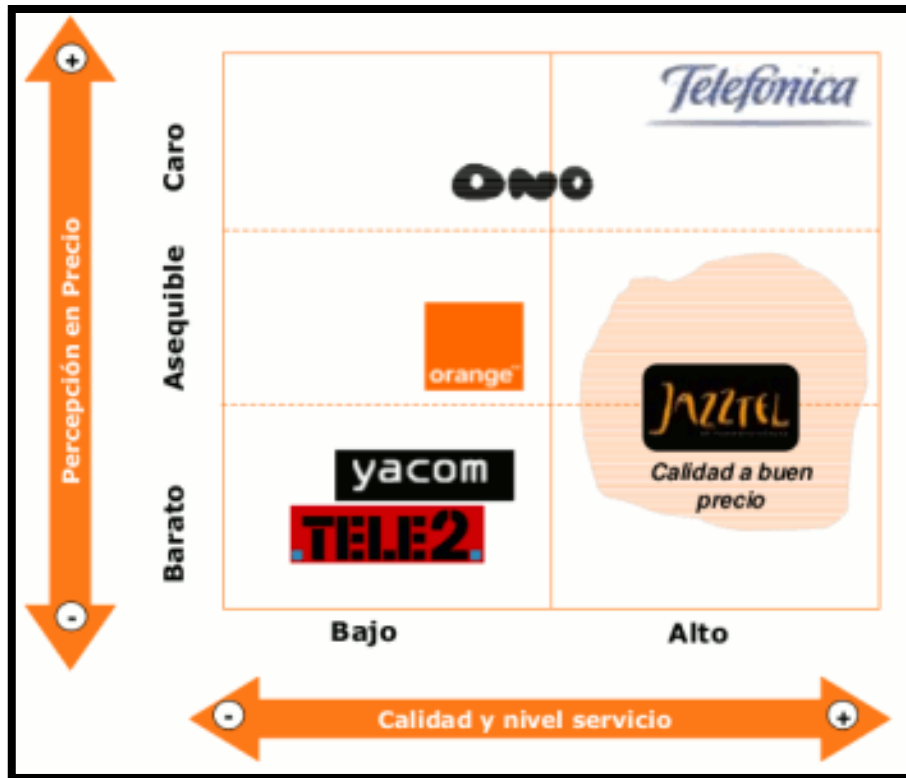 +
Telefonica
Caro
ONO
Percepción en Precio
Asequible
orange™
JAZZTEL
yacom
Calidad a buen
precio
TELE2
Barato
-
Bajo
Alto
-
Calidad y nivel servicio
+